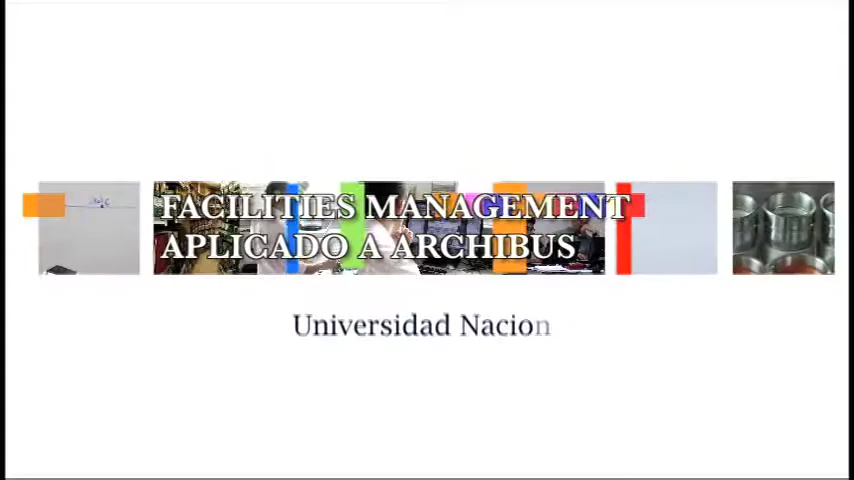 FACILITIES MANAGEMENT
APLICADO A ARCHIBUS
Universidad Nacion